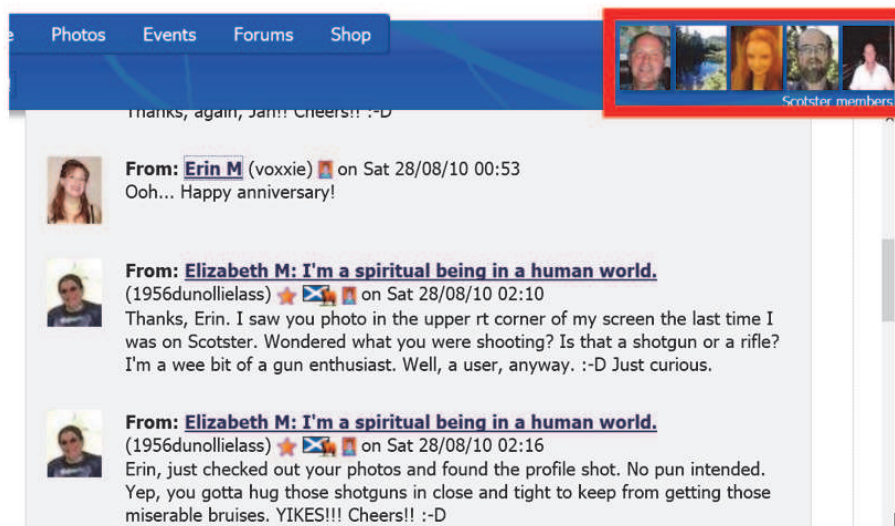 e Photos Events Forums Shop
Scotster members
Thanks, again, Jan!! Cheers!! :-D
From: Erin M (voxxie) on Sat 28/08/10 00:53
Ooh... Happy anniversary!
From: Elizabeth M: I'm a spiritual being in a human world.
(1956dunollielass) on Sat 28/08/10 02:10
Thanks, Erin. I saw you photo in the upper rt corner of my screen the last time I
was on Scotster. Wondered what you were shooting? Is that a shotgun or a rifle?
I'm a wee bit of a gun enthusiast. Well, a user, anyway. :-D Just curious.
From: Elizabeth M: I'm a spiritual being in a human world.
(1956dunollielass) on Sat 28/08/10 02:16
Erin, just checked out your photos and found the profile shot. No pun intended.
Yep, you gotta hug those shotguns in close and tight to keep from getting those
miserable bruises. YIKES!!! Cheers!! :-D